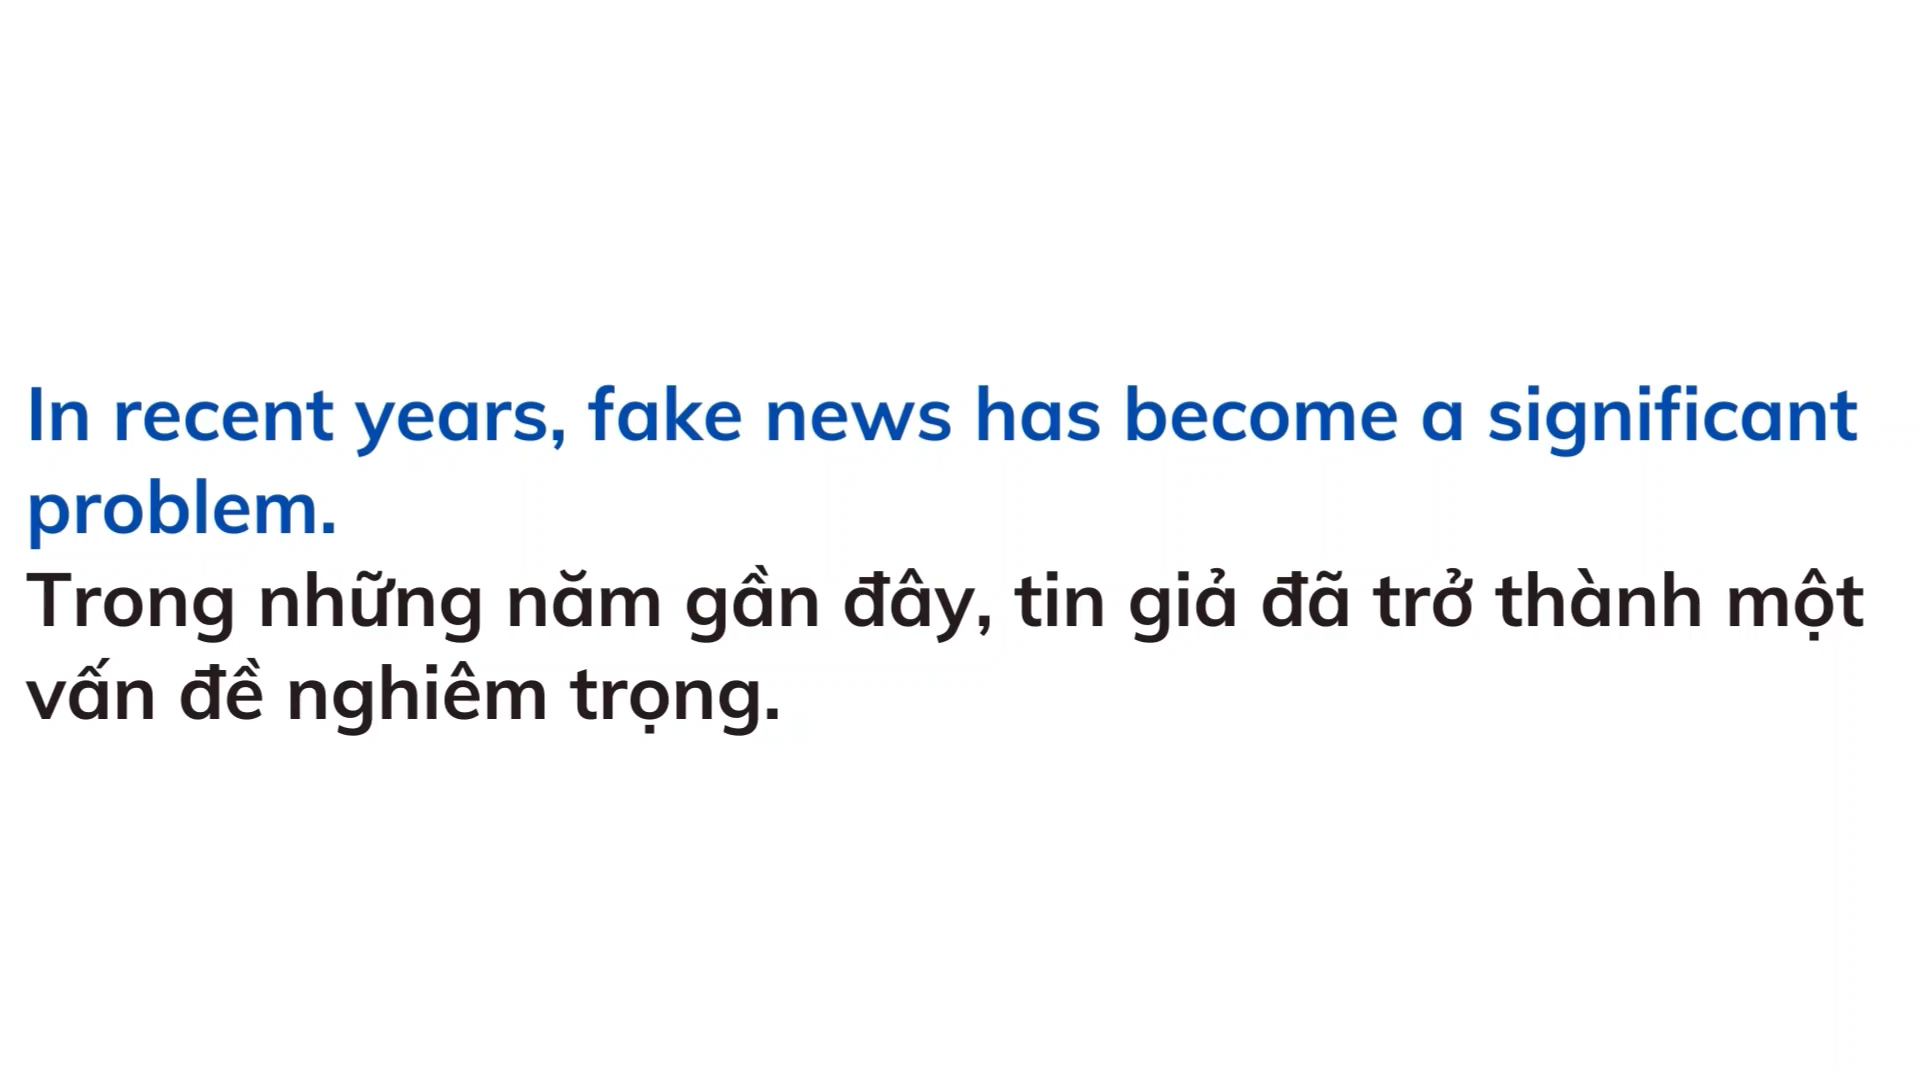 In recent years, fake news has become a significant
problem.
Trong những năm gần đây, tin giả đã trở thành một
vấn đề nghiêm trọng.